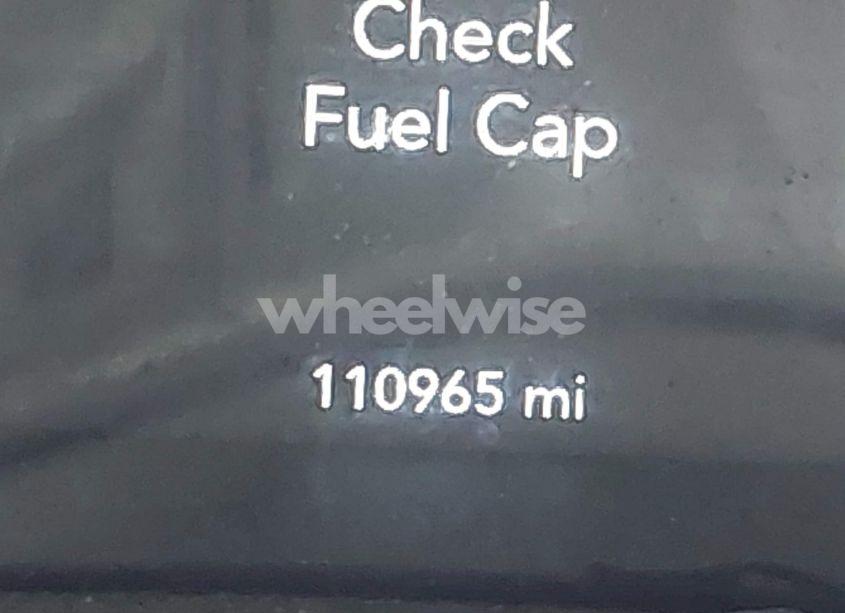 Check
Fuel Cap
wheelwise
110965 mi